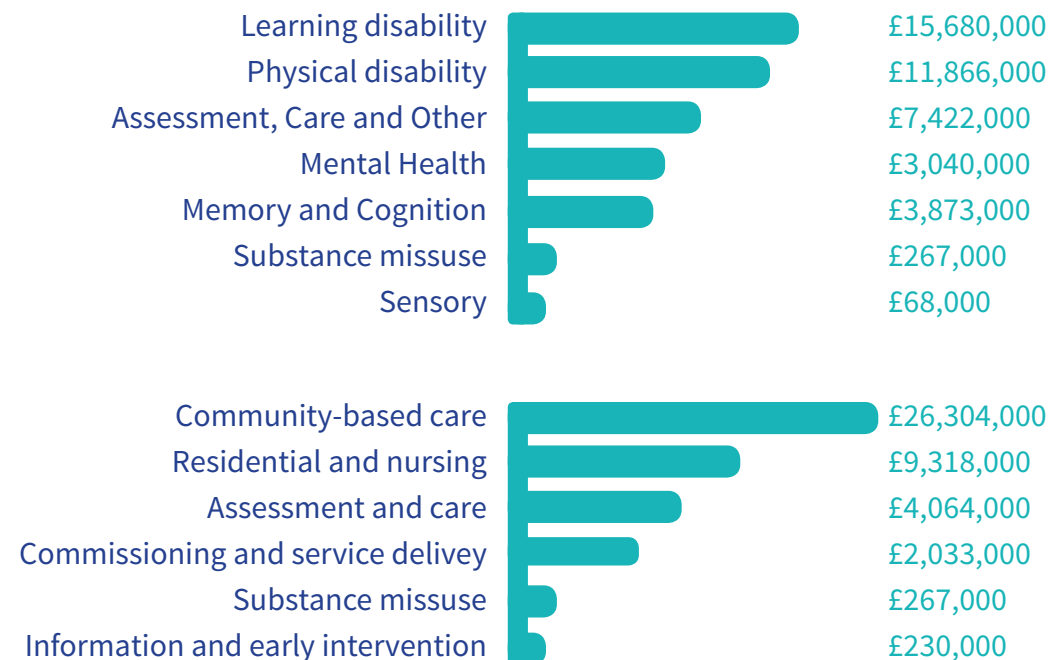 Learning disability £15,680,000
Physical disability £11,866,000
Assessment, Care and Other £7,422,000
Mental Health £3,040,000
Memory and Cognition £3,873,000
Substance missuse £267,000
Sensory £68,000
Community-based care £26,304,000
Residential and nursing £9,318,000
Assessment and care £4,064,000
Commissioning and service delivey £2,033,000
Substance missuse £267,000
Information and early intervention £230,000